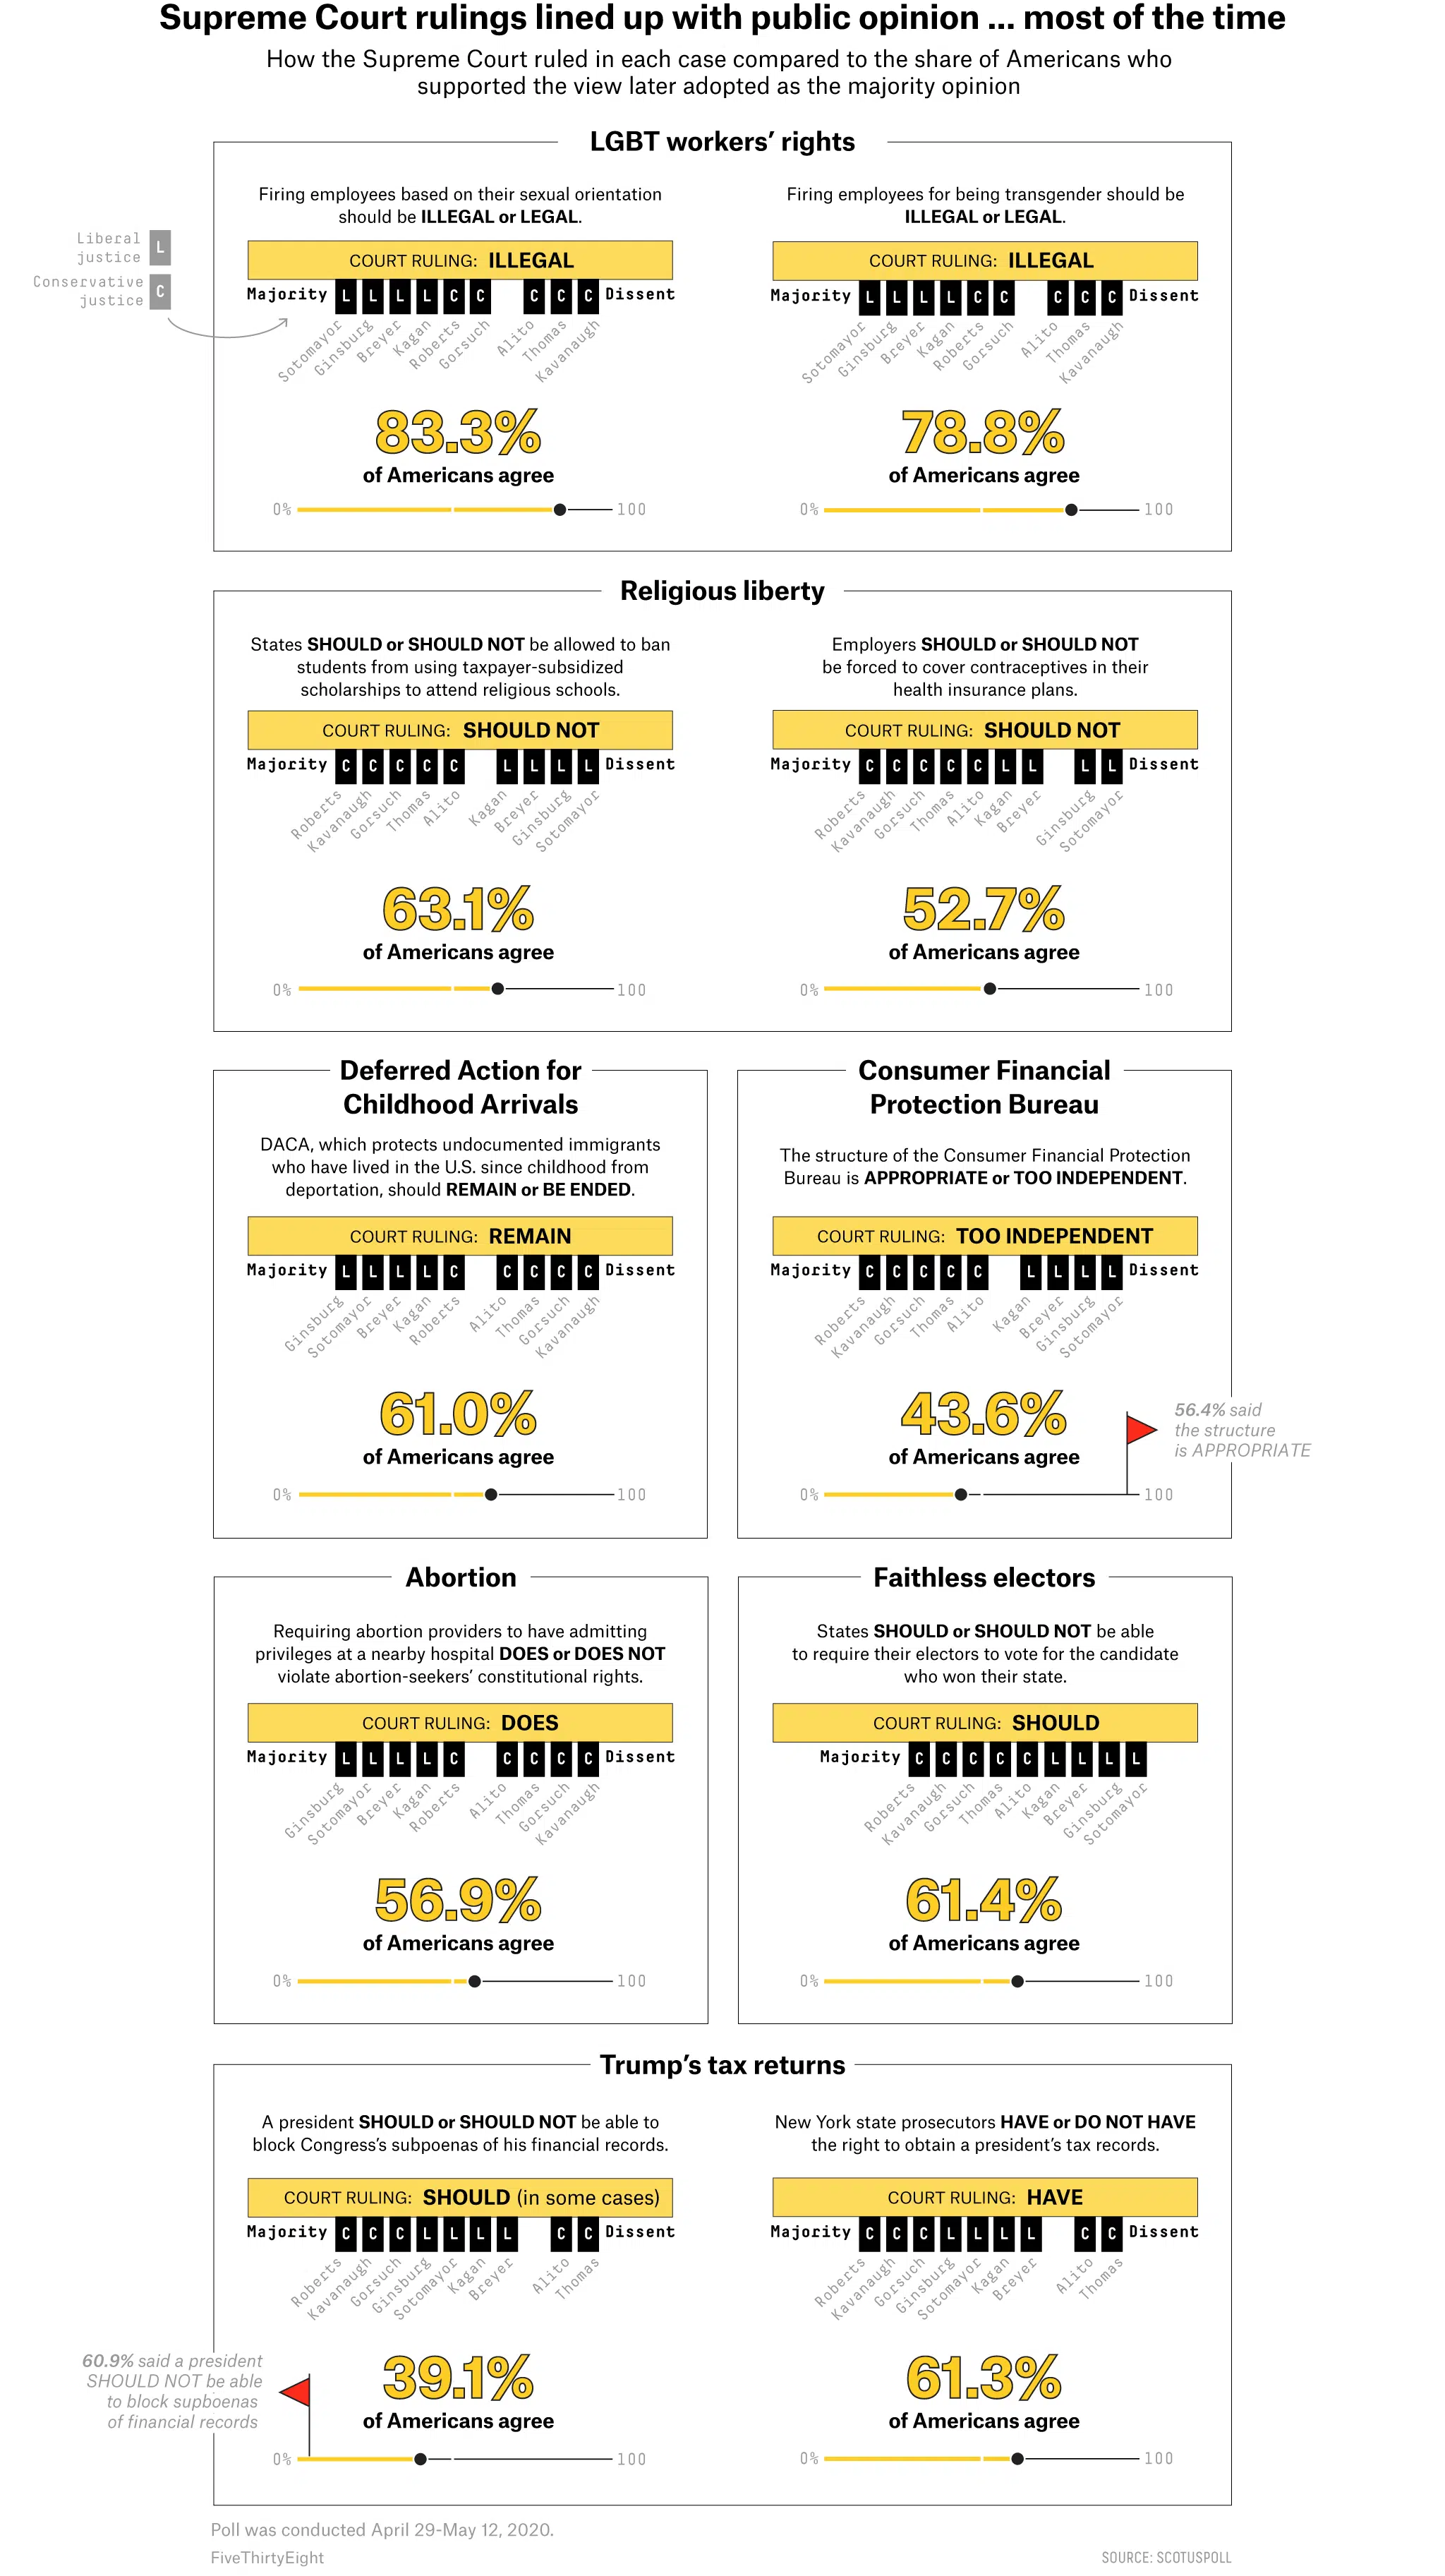 Supreme Court rulings lined up with public opinion ... most of the time
How the Supreme Court ruled in each case compared to the share of Americans who
supported the view later adopted as the majority opinion
LGBT workers’ rights
Liberal
justice
L
Conservative
justice
C
Firing employees based on their sexual orientation
should be ILLEGAL or LEGAL.
COURT RULING: ILLEGAL
Majority L L L L C C C C C Dissent
Sotomayor Ginsburg Breyer Kagan Roberts Gorsuch Alito Thomas Kavanaugh
83.3%
of Americans agree
0% 100
Firing employees for being transgender should be
ILLEGAL or LEGAL.
COURT RULING: ILLEGAL
Majority L L L L C C C C C Dissent
Sotomayor Ginsburg Breyer Kagan Roberts Gorsuch Alito Thomas Kavanaugh
78.8%
of Americans agree
0% 100
Religious liberty
States SHOULD or SHOULD NOT be allowed to ban
students from using taxpayer-subsidized
scholarships to attend religious schools.
COURT RULING: SHOULD NOT
Majority C C C C C L L L L Dissent
Roberts Kavanaugh Gorsuch Thomas Alito Kagan Breyer Ginsburg Sotomayor
63.1%
of Americans agree
0% 100
Employers SHOULD or SHOULD NOT
be forced to cover contraceptives in their
health insurance plans.
COURT RULING: SHOULD NOT
Majority C C C C C L L L L Dissent
Roberts Kavanaugh Gorsuch Thomas Alito Kagan Breyer Ginsburg Sotomayor
52.7%
of Americans agree
0% 100
Deferred Action for
Childhood Arrivals
DACA, which protects undocumented immigrants
who have lived in the U.S. since childhood from
deportation, should REMAIN or BE ENDED.
COURT RULING: REMAIN
Majority L L L L C C C C C Dissent
Ginsburg Sotomayor Breyer Kagan Roberts Alito Thomas Gorsuch Kavanaugh
61.0%
of Americans agree
0% 100
Consumer Financial
Protection Bureau
The structure of the Consumer Financial Protection
Bureau is APPROPRIATE or TOO INDEPENDENT.
COURT RULING: TOO INDEPENDENT
Majority C C C C C L L L L Dissent
Roberts Kavanaugh Gorsuch Thomas Alito Kagan Breyer Ginsburg Sotomayor
43.6%
of Americans agree
56.4% said
the structure
is APPROPRIATE
0% 100
Abortion
Requiring abortion providers to have admitting
privileges at a nearby hospital DOES or DOES NOT
violate abortion-seekers’ constitutional rights.
COURT RULING: DOES
Majority L L L L C C C C C Dissent
Ginsburg Sotomayor Breyer Kagan Roberts Alito Thomas Gorsuch Kavanaugh
56.9%
of Americans agree
0% 100
Faithless electors
States SHOULD or SHOULD NOT be able
to require their electors to vote for the candidate
who won their state.
COURT RULING: SHOULD
Majority C C C C C L L L L
Roberts Kavanaugh Gorsuch Thomas Alito Kagan Breyer Ginsburg Sotomayor
61.4%
of Americans agree
0% 100
Trump’s tax returns
A president SHOULD or SHOULD NOT be able to
block Congress’s subpoenas of his financial records.
COURT RULING: SHOULD (in some cases)
Majority C C C L L L L C C Dissent
Roberts Kavanaugh Gorsuch Ginsburg Sotomayor Kagan Breyer Alito Thomas
60.9% said a president
SHOULD NOT be able
to block supboenas
of financial records
39.1%
of Americans agree
0% 100
New York state prosecutors HAVE or DO NOT HAVE
the right to obtain a president’s tax records.
COURT RULING: HAVE
Majority C C C L L L L C C Dissent
Roberts Kavanaugh Gorsuch Ginsburg Sotomayor Kagan Breyer Alito Thomas
61.3%
of Americans agree
0% 100
Poll was conducted April 29-May 12, 2020.
FiveThirtyEight
SOURCE: SCOTUSPOLL